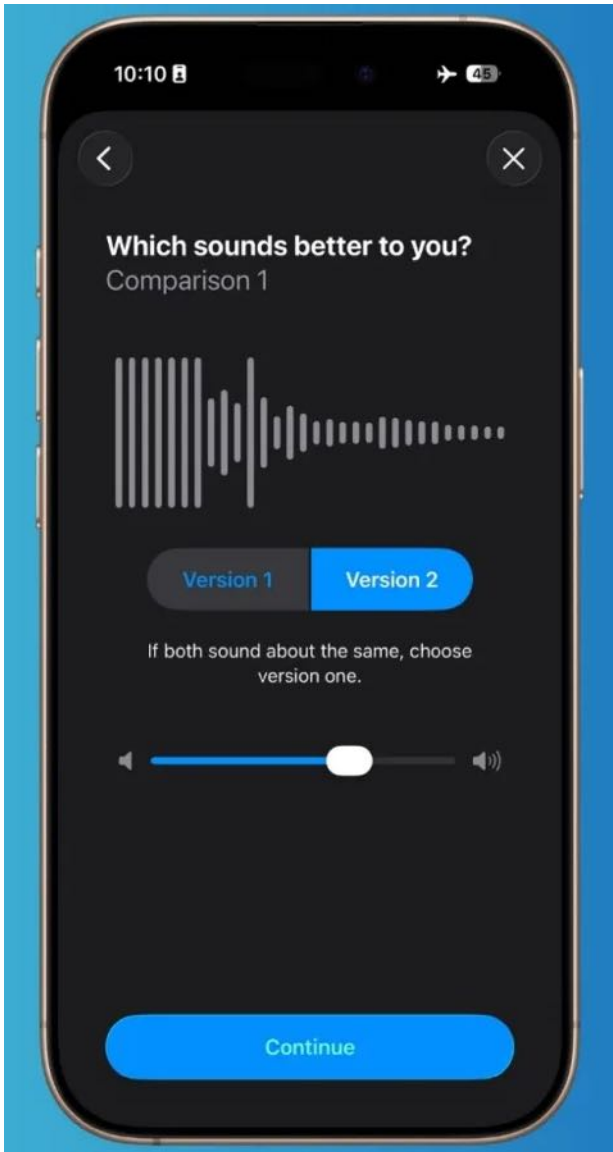 10:10
45
Which sounds better to you?
Comparison 1
Version 1
Version 2
If both sound about the same, choose
version one.
Continue